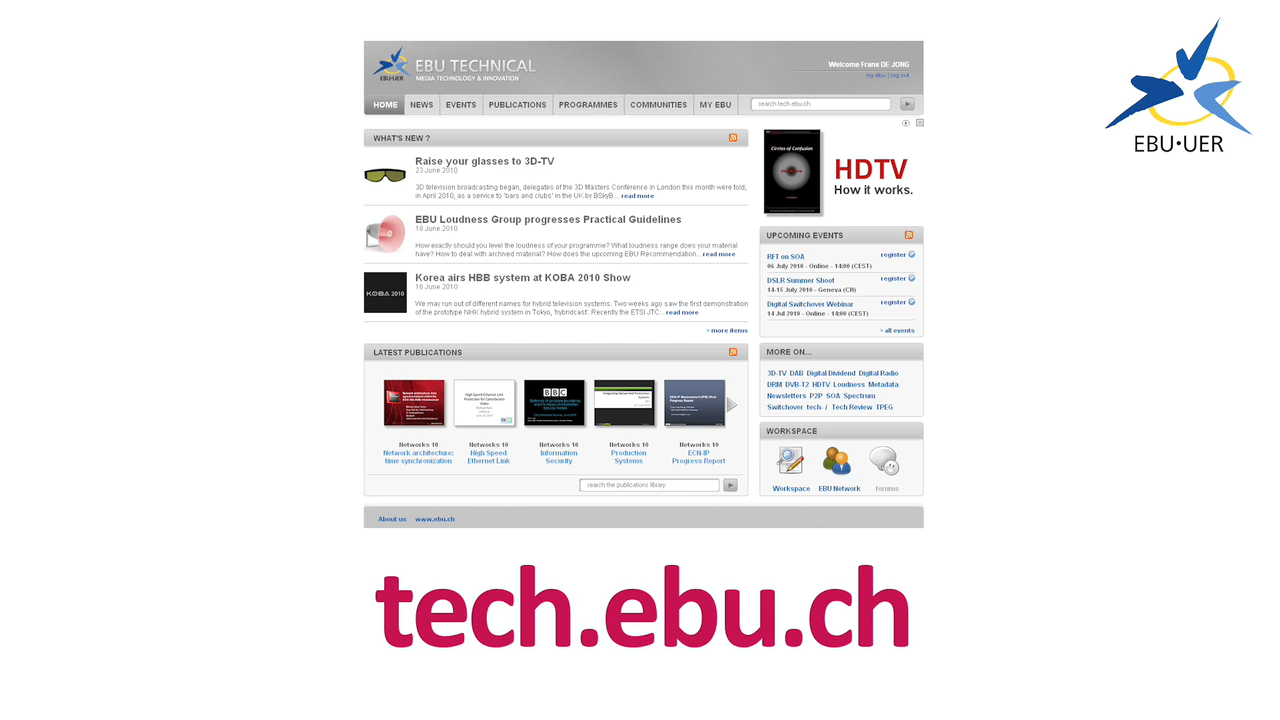 EBU•UER
EBU TECHNICAL
MEDIA TECHNOLOGY & INNOVATION
EBU•UER
Welcome Frans DE JONG
my ebu | log out
HOME NEWS EVENTS PUBLICATIONS PROGRAMMES COMMUNITIES MY EBU
search tech.ebu.ch
WHAT'S NEW ?
Raise your glasses to 3D-TV
23 June 2010
3D television broadcasting began, delegates of the 3D Masters Conference in London this month were told,
in April 2010, as a service to 'bars and clubs' in the UK by BSkyB... read more
EBU Loudness Group progresses Practical Guidelines
18 June 2010
How exactly should you level the loudness of your programme? What loudness range does your material
have? How to deal with archived material? How does the upcoming EBU Recommendation... read more
KOBA 2010
Korea airs HBB system at KOBA 2010 Show
16 June 2010
We may run out of different names for hybrid television systems. Two weeks ago saw the first demonstration
of the prototype NHK hybrid system in Tokyo, 'hybridcast'. Recently the ETSI JTC... read more
> more items
Circles of Confusion
HDTV
How it works.
UPCOMING EVENTS
RFT on SOA register
06 July 2010 - Online - 14:00 (CEST)
DSLR Summer Shoot register
14-15 July 2010 - Geneva (CH)
Digital Switchover Webinar register
14 Jul 2010 - Online - 14:00 (CEST)
> all events
LATEST PUBLICATIONS
BBC
Networks 10
Network architecture:
time synchronization
Networks 10
High Speed
Ethernet Link
Networks 10
Information
Security
Networks 10
Production
Systems
Networks 10
ECN-IP
Progress Report
search the publications library
MORE ON...
3D-TV DAB Digital Dividend Digital Radio
DRM DVB-T2 HDTV Loudness Metadata
Newsletters P2P SOA Spectrum
Switchover tech-i Tech Review TPEG
WORKSPACE
Workspace EBU Network forums
About us www.ebu.ch
tech.ebu.ch